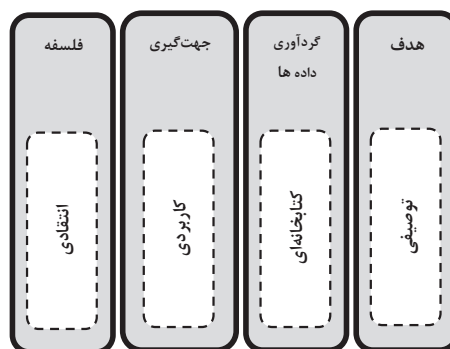 هدف
توصیفی
گردآوری
داده ها
کتابخانه‌ای
جهت‌گیری
کاربردی
فلسفه
انتقادی